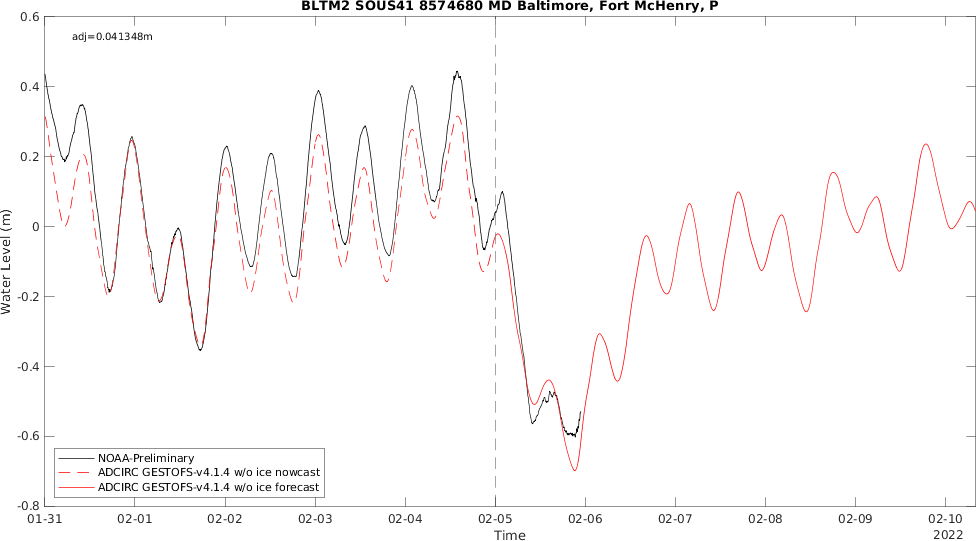 BLTM2 SOUS41 8574680 MD Baltimore, Fort McHenry, P
adj=0.041348m
0.6
0.4
0.2
0
-0.2
-0.4
-0.6
-0.8
Water Level (m)
NOAA-Preliminary
ADCIRC GESTOFS-v4.1.4 w/o ice nowcast
ADCIRC GESTOFS-v4.1.4 w/o ice forecast
01-31 02-01 02-02 02-03 02-04 02-05 02-06 02-07 02-08 02-09 02-10
Time
2022